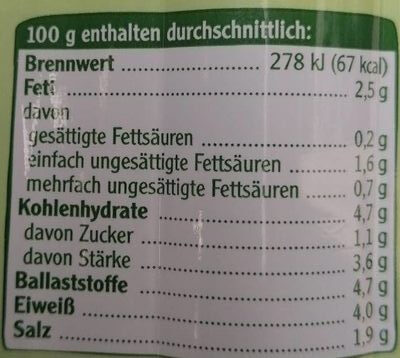 100 g enthalten durchschnittlich:
Brennwert ........................ 278 kJ (67 kcal)
Fett ........................ 2,5 g
davon
gesättigte Fettsäuren ........................ 0,2 g
einfach ungesättigte Fettsäuren ............ 1,6 g
mehrfach ungesättigte Fettsäuren ........ 0,7 g
Kohlenhydrate ........................ 4,7 g
davon Zucker ........................ 1,1 g
davon Stärke ........................ 3,6 g
Ballaststoffe ........................ 4,7 g
Eiweiß ........................ 4,0 g
Salz ........................ 1,9 g